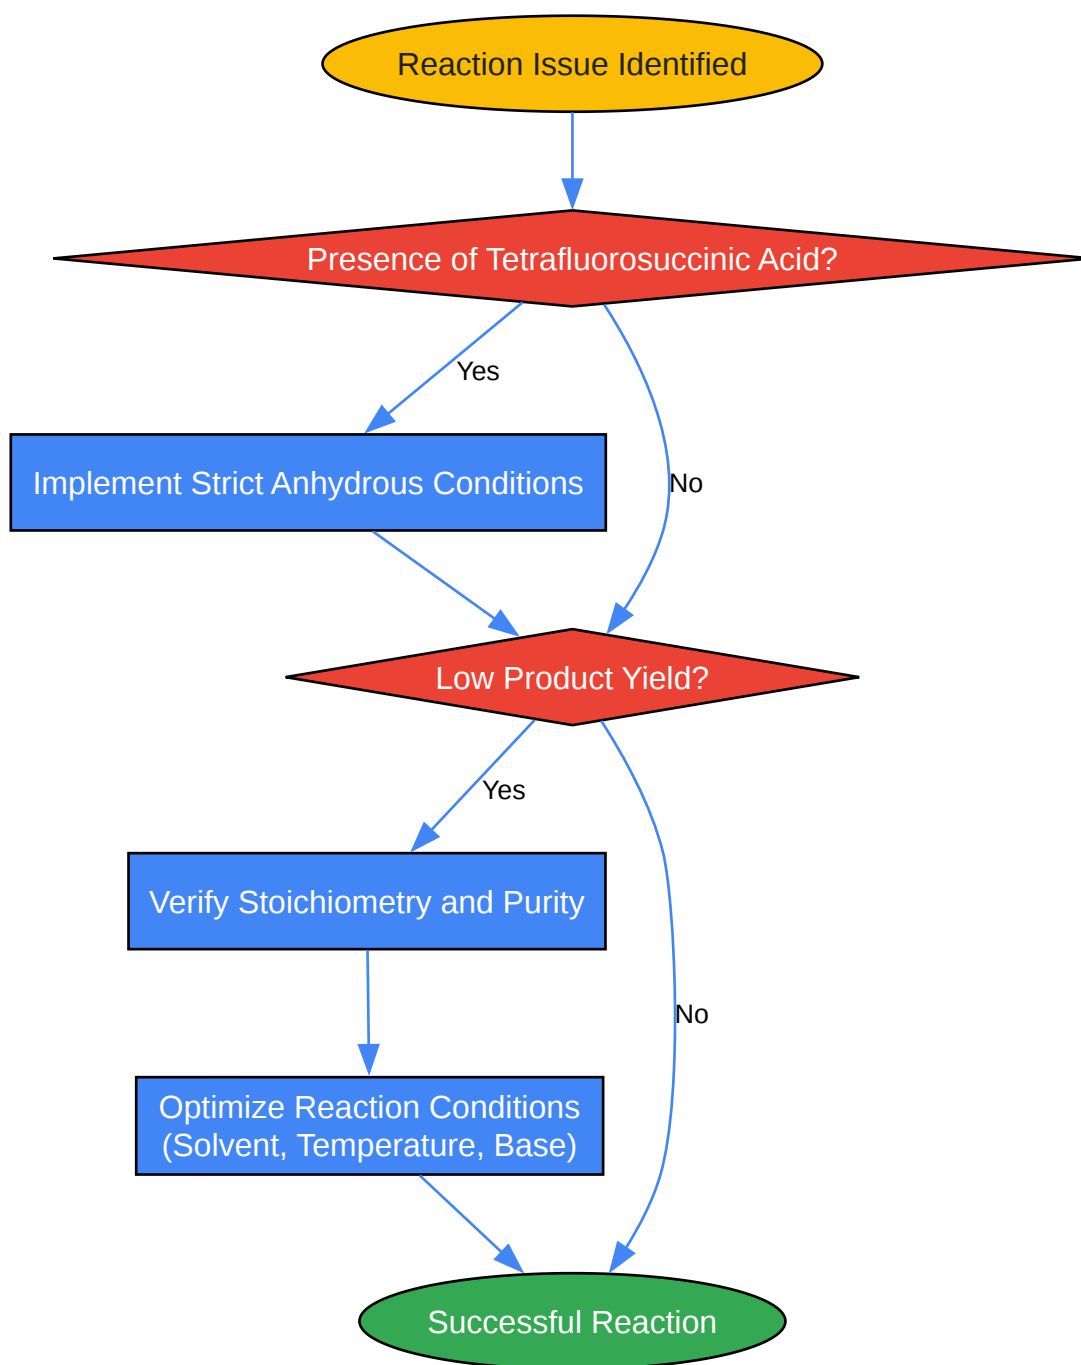 Reaction Issue Identified
Presence of Tetrafluorosuccinic Acid?
Yes
Implement Strict Anhydrous Conditions
No
Low Product Yield?
Yes
Verify Stoichiometry and Purity
No
Optimize Reaction Conditions
(Solvent, Temperature, Base)
Successful Reaction